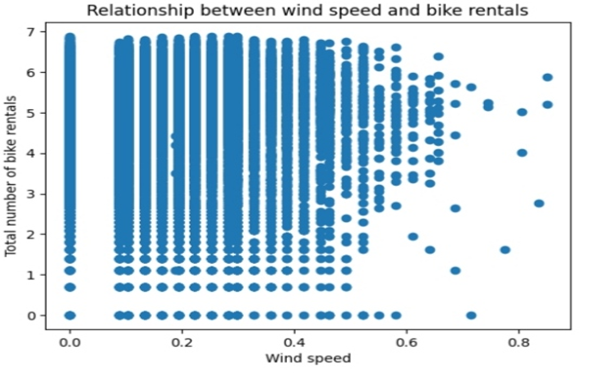 Relationship between wind speed and bike rentals
Total number of bike rentals
7
6
5
4
3
2
1
0
0.0 0.2 0.4 0.6 0.8
Wind speed